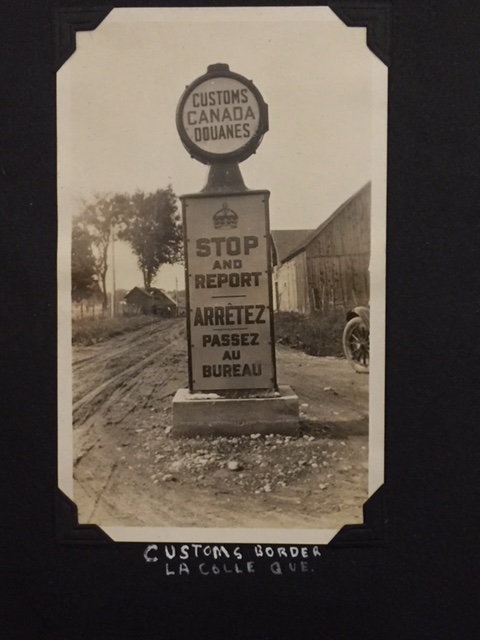 CUSTOMS
CANADA
DOUANES
STOP
AND
REPORT
ARRÊTEZ
PASSEZ
AU
BUREAU
CUSTOMS BORDER
LA COLLE QUE.